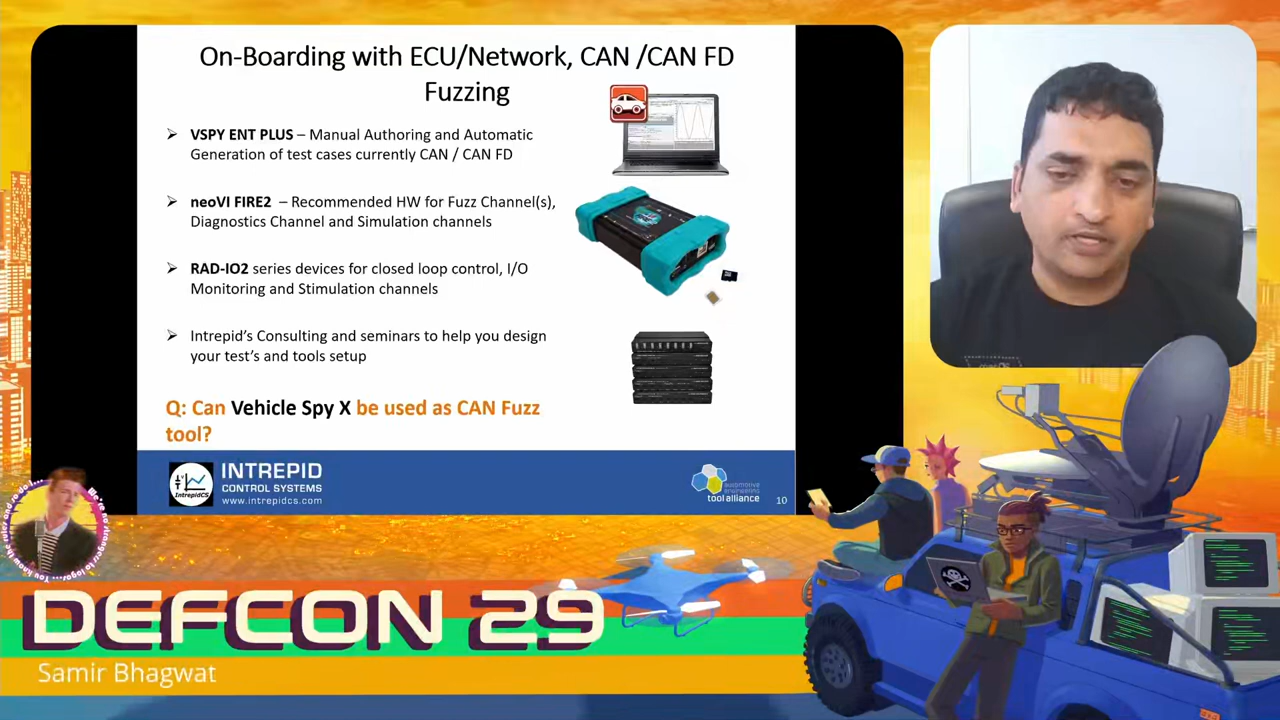 On-Boarding with ECU/Network, CAN /CAN FD
Fuzzing
➢ VSPY ENT PLUS – Manual Authoring and Automatic
Generation of test cases currently CAN / CAN FD
➢ neoVI FIRE2 – Recommended HW for Fuzz Channel(s),
Diagnostics Channel and Simulation channels
➢ RAD-IO2 series devices for closed loop control, I/O
Monitoring and Stimulation channels
➢ Intrepid's Consulting and seminars to help you design
your test's and tools setup
Q: Can Vehicle Spy X be used as CAN Fuzz
tool?
IntrepidCS
INTREPID
CONTROL SYSTEMS
www.intrepidcs.com
automotive
engineering
tool alliance
10
DEFCON 29
Samir Bhagwat